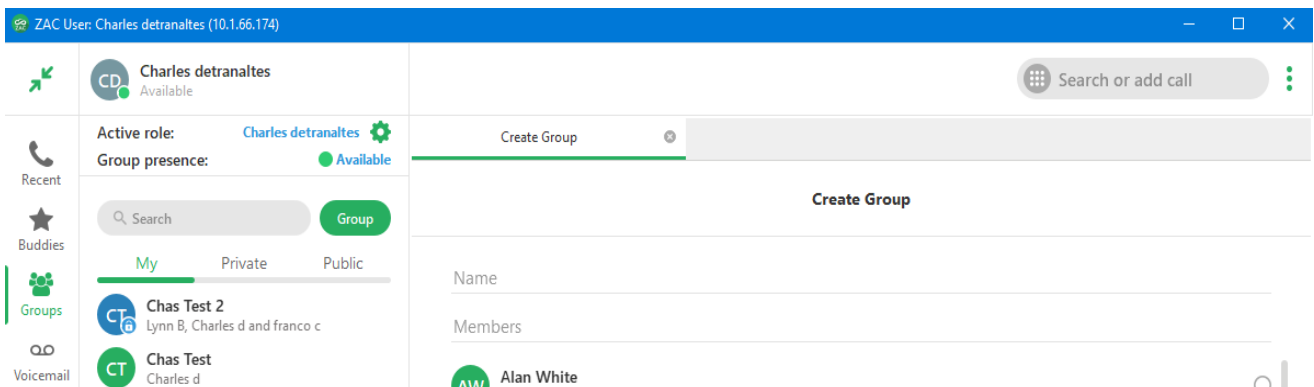 ZAC User: Charles detranaltes (10.1.66.174)
CD
Charles detranaltes
Available
Search or add call
Active role: Charles detranaltes
Group presence: Available
Recent
Buddies
Groups
Voicemail
Search
Group
My Private Public
CT
Chas Test 2
Lynn B, Charles d and franco c
CT
Chas Test
Charles d
Create Group
Create Group
Name
Members
AW
Alan White